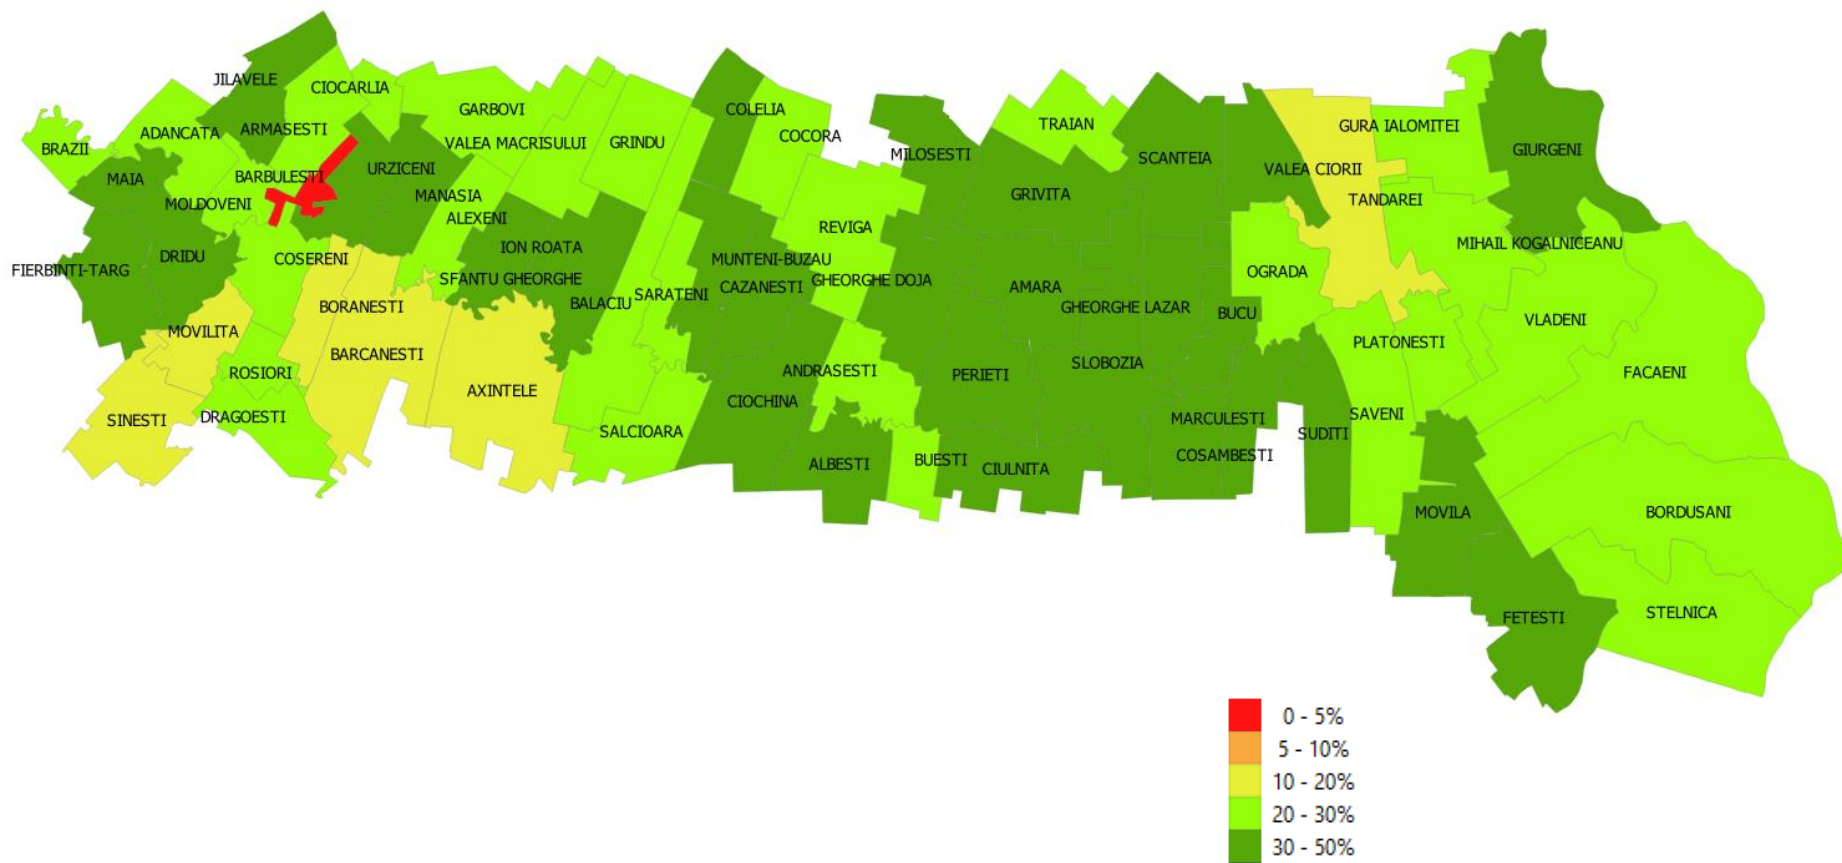 JILAVELE
CIOCARLIA
GARBOVI
COLELIA
ADANCATA
ARMASESTI
BRAZII
VALEA MACRISULUI
GRINDU
COCORA
TRAIAN
GURA IALOMITEI
MILOSESTI
SCANTEIA
GIURGENI
MAIA
BARBULESTI
URZICENI
VALEA CIORII
MOLDOVENI
MANASIA
GRIVITA
TANDAREI
ALEXENI
REVIGA
MIHAIL KOGALNICEANU
ION ROATA
FIERBINTI-TARG
DRIDU
COSERENI
MUNTENI-BUZAU
OGRADA
SFANTU GHEORGHE
CAZANESTI
GHEORGHE DOJA
AMARA
SARATENI
BALACIU
BORANESTI
GHEORGHE LAZAR
BUCU
VLADENI
MOVILITA
PLATONESTI
BARCANESTI
SLOBOZIA
ROSIORI
ANDRASESTI
PERIETI
FACAENI
AXINTELE
CIOCHINA
SINESTI
DRAGOESTI
MARCULESTI
SAVENI
SALCIOARA
SUDITI
ALBESTI
BUESTI
CIULNITA
COSAMBESTI
MOVILA
BORDUSANI
FETESTI
STELNICA
0 - 5%
5 - 10%
10 - 20%
20 - 30%
30 - 50%